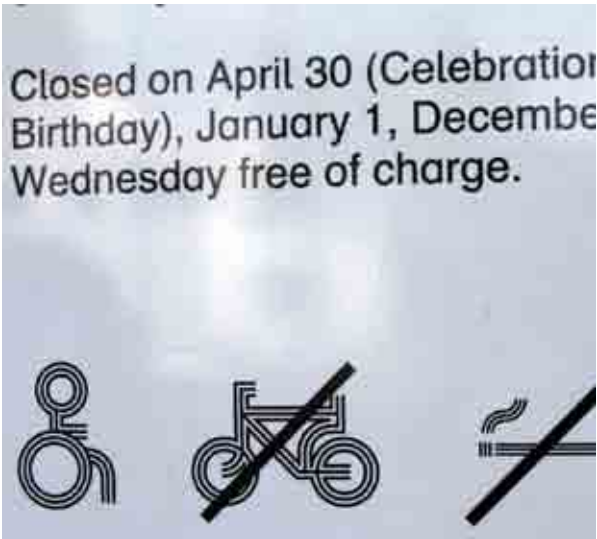 Closed on April 30 (Celebration
Birthday), January 1, Decembe
Wednesday free of charge.